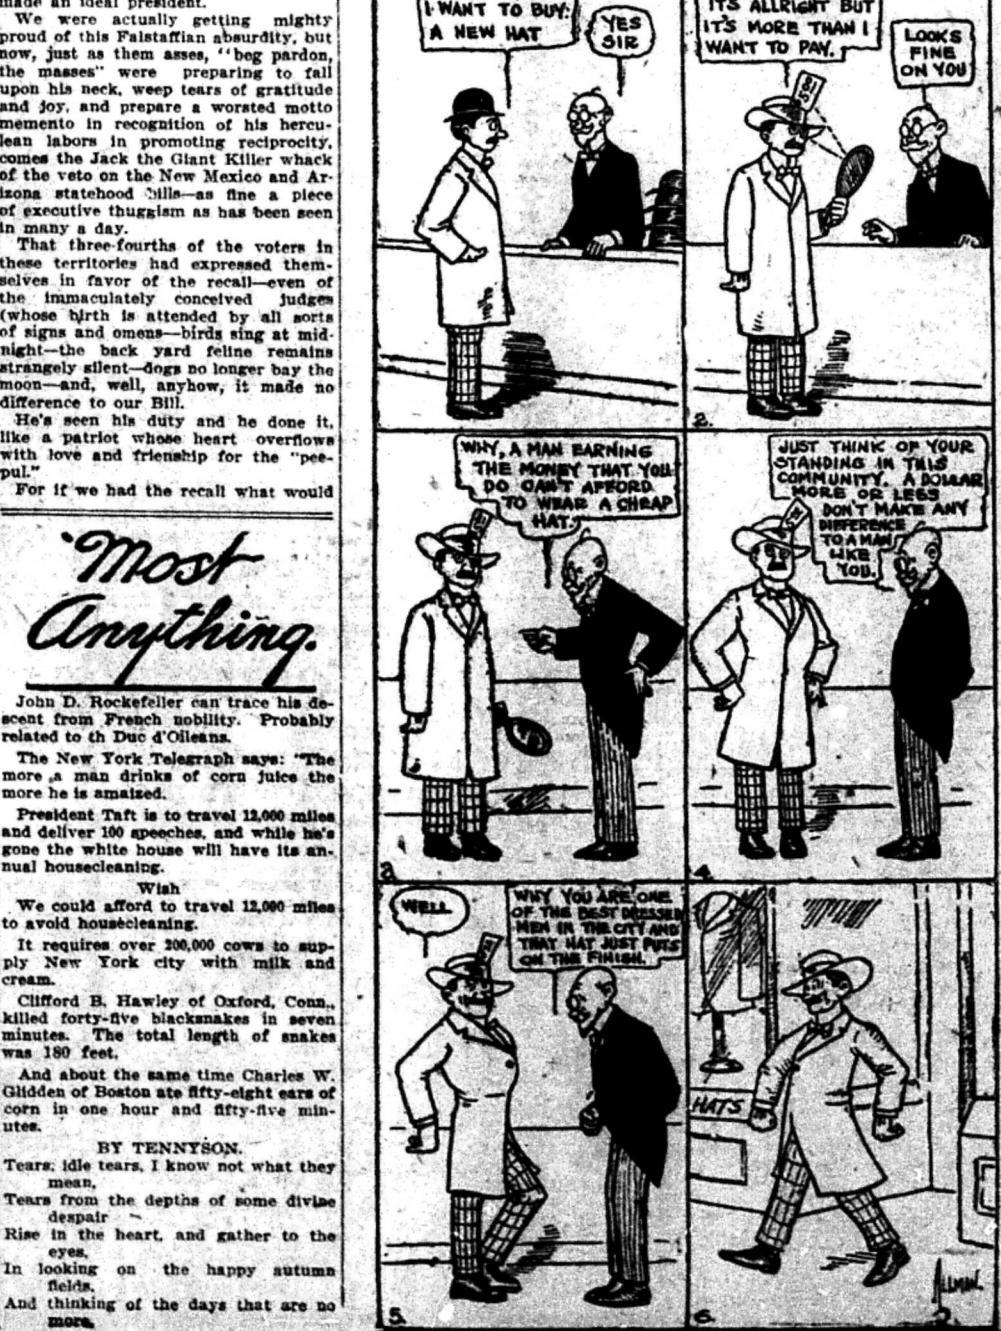 made an ideal president.
We were actually getting mighty
proud of this Falstaffian absurdity, but
now, just as them asses, "beg pardon,
the masses" were preparing to fall
upon his neck, weep tears of gratitude
and joy, and prepare a worsted motto
memento in recognition of his hercu-
lean labors in promoting reciprocity,
comes the Jack the Giant Killer whack
of the veto on the New Mexico and Ar-
izona statehood bills—as fine a piece
of executive thuggism as has been seen
in many a day.
That three-fourths of the voters in
these territories had expressed them-
selves in favor of the recall—even of
the immaculately conceived judges
(whose birth is attended by all sorts
of signs and omens—birds sing at mid-
night—the back yard feline remains
strangely silent—dogs no longer bay the
moon—and, well, anyhow, it made no
difference to our Bill.
He's seen his duty and he done it,
like a patriot whose heart overflows
with love and frienship for the "pee-
pul."
For if we had the recall what would
Most
Anything.
John D. Rockefeller can trace his de-
scent from French nobility. Probably
related to th Duc d'Oileans.
The New York Telegraph says: "The
more a man drinks of corn juice the
more he is amaized.
President Taft is to travel 12,000 miles
and deliver 100 speeches, and while he's
gone the white house will have its an-
nual housecleaning.
Wish
We could afford to travel 12,000 miles
to avoid housecleaning.
It requires over 200,000 cows to sup-
ply New York city with milk and
cream.
Clifford B. Hawley of Oxford, Conn.,
killed forty-five blacksnakes in seven
minutes. The total length of snakes
was 180 feet.
And about the same time Charles W.
Glidden of Boston ate fifty-eight ears of
corn in one hour and fifty-five min-
utes.
BY TENNYSON.
Tears, idle tears, I know not what they
mean,
Tears from the depths of some divine
despair
Rise in the heart, and gather to the
eyes,
In looking on the happy autumn
fields,
And thinking of the days that are no
more,
I WANT TO BUY
A NEW HAT
YES
SIR
ITS ALLRIGHT BUT
IT'S MORE THAN I
WANT TO PAY.
LOOKS
FINE
ON YOU
2.
WHY, A MAN EARNING
THE MONEY THAT YOU
DO CAN'T AFFORD
TO WEAR A CHEAP
HAT.
3.
JUST THINK OF YOUR
STANDING IN THIS
COMMUNITY. A DOLLAR
MORE OR LESS
DON'T MAKE ANY
DIFFERENCE
TO A MAN
LIKE
YOU.
4.
WELL
WHY YOU ARE ONE
OF THE BEST DRESSED
MEN IN THE CITY AND
THAT HAT JUST PUTS
ON THE FINISH.
5.
HATS
ALLMAN.
6.